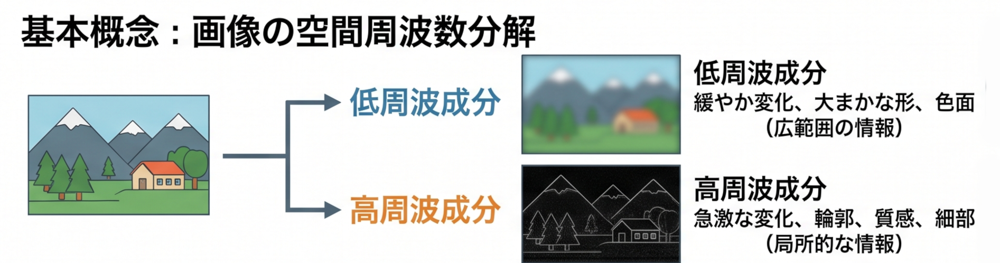 基本概念：画像の空間周波数分解
低周波成分
高周波成分
低周波成分
緩やか変化、大まかな形、色面
（広範囲の情報）
高周波成分
急激な変化、輪郭、質感、細部
（局所的な情報）